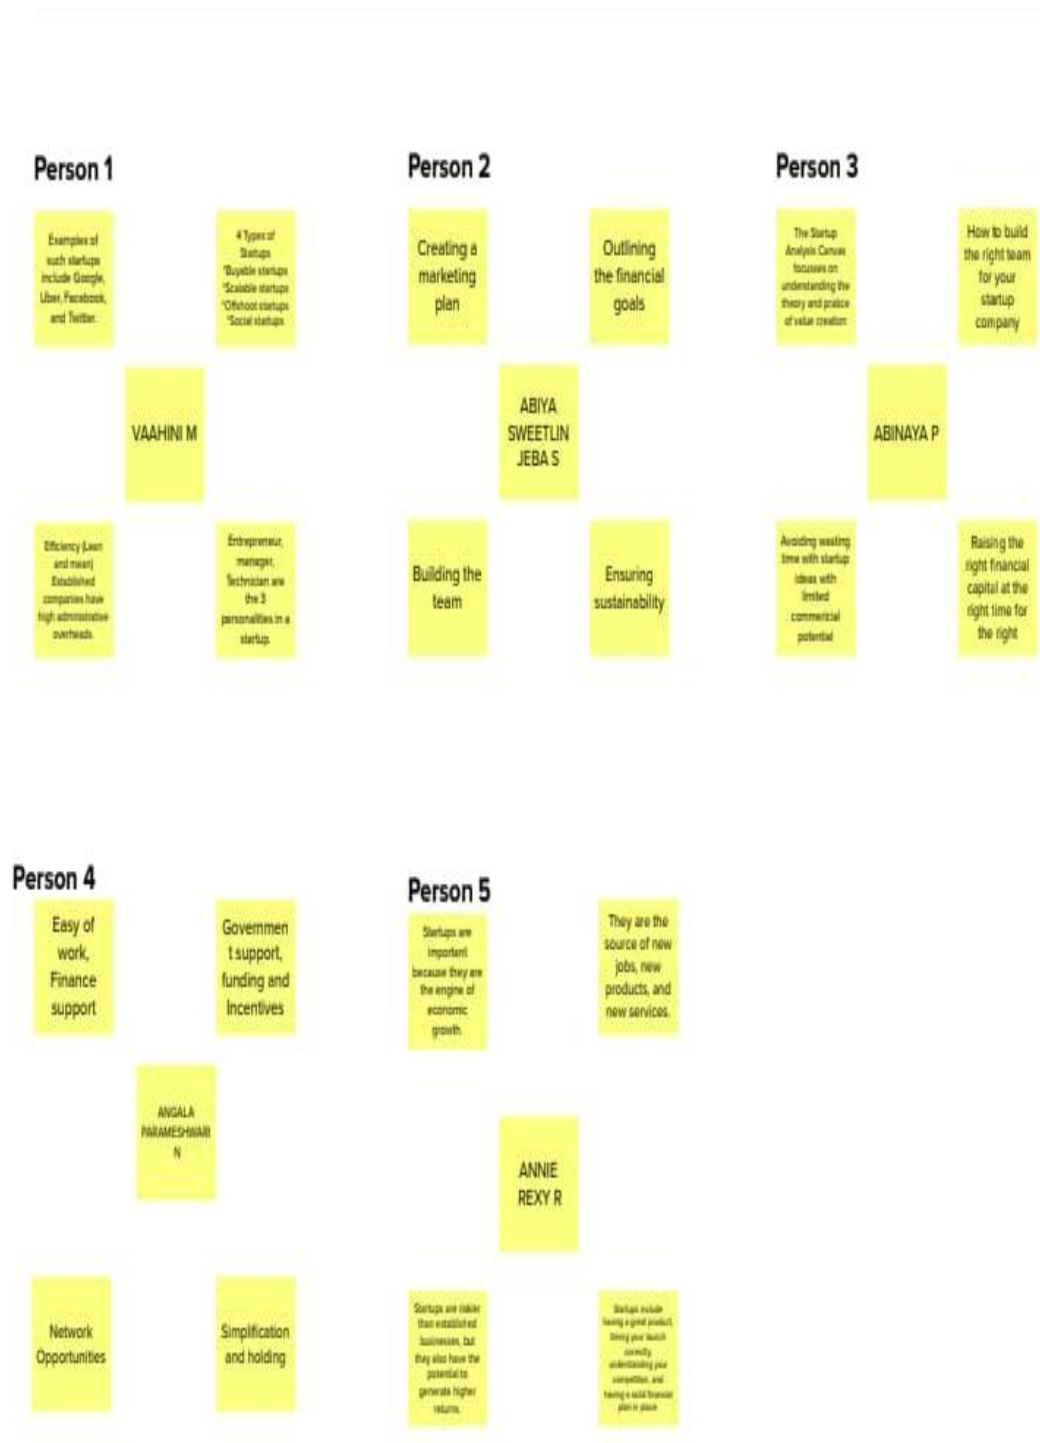 Person 1
Examples of
such startups
include Google,
Uber, Facebook,
and Twitter.
4 Types of
Startups
*Buyable startups
*Scalable startups
*Offshoot startups
*Social startups
VAAHINI M
Efficiency (Lean
and mean)
Established
companies have
high administrative
overheads.
Entrepreneur,
manager,
Technician are
the 3
personalities in a
startup.
Person 2
Creating a
marketing
plan
Outlining
the financial
goals
ABIYA
SWEETLIN
JEBA S
Building the
team
Ensuring
sustainability
Person 3
The Startup
Analysis Canvas
focusses on
understanding the
theory and pratice
of value creation
How to build
the right team
for your
startup
company
ABINAYA P
Avoiding wasting
time with startup
ideas with
limited
commericial
potential
Raising the
right financial
capital at the
right time for
the right
Person 4
Easy of
work,
Finance
support
Governmen
t support,
funding and
Incentives
ANGALA
PARAMESHWARI
N
Network
Opportunities
Simplification
and holding
Person 5
Startups are
important
because they are
the engine of
economic
growth.
They are the
source of new
jobs, new
products, and
new services.
ANNIE
REXY R
Startups are riskier
than established
businesses, but
they also have the
potential to
generate higher
returns.
Startups include
having a great product,
timing your launch
correctly,
understanding your
competition, and
having a solid financial
plan in place.